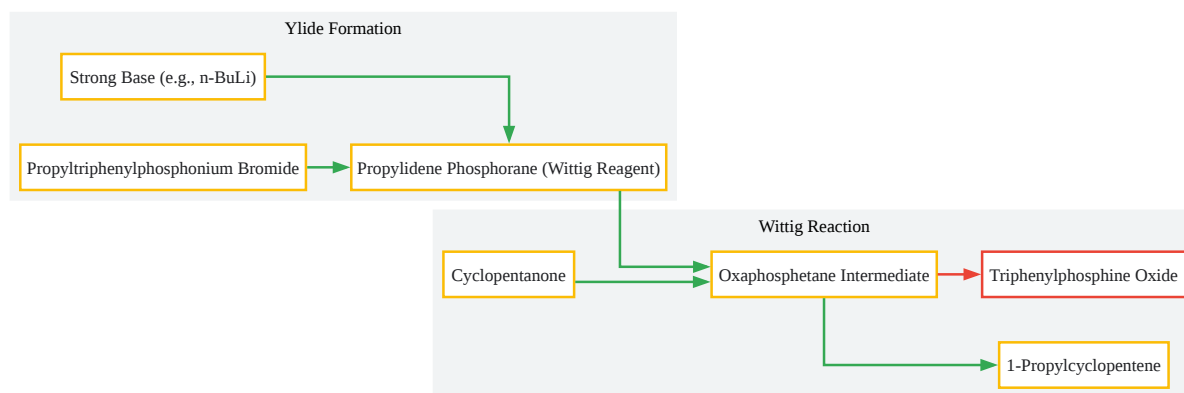 Ylide Formation
Strong Base (e.g., n-BuLi)
Propyltriphenylphosphonium Bromide
Propylidene Phosphorane (Wittig Reagent)
Wittig Reaction
Cyclopentanone
Oxaphosphetane Intermediate
Triphenylphosphine Oxide
1-Propylcyclopentene